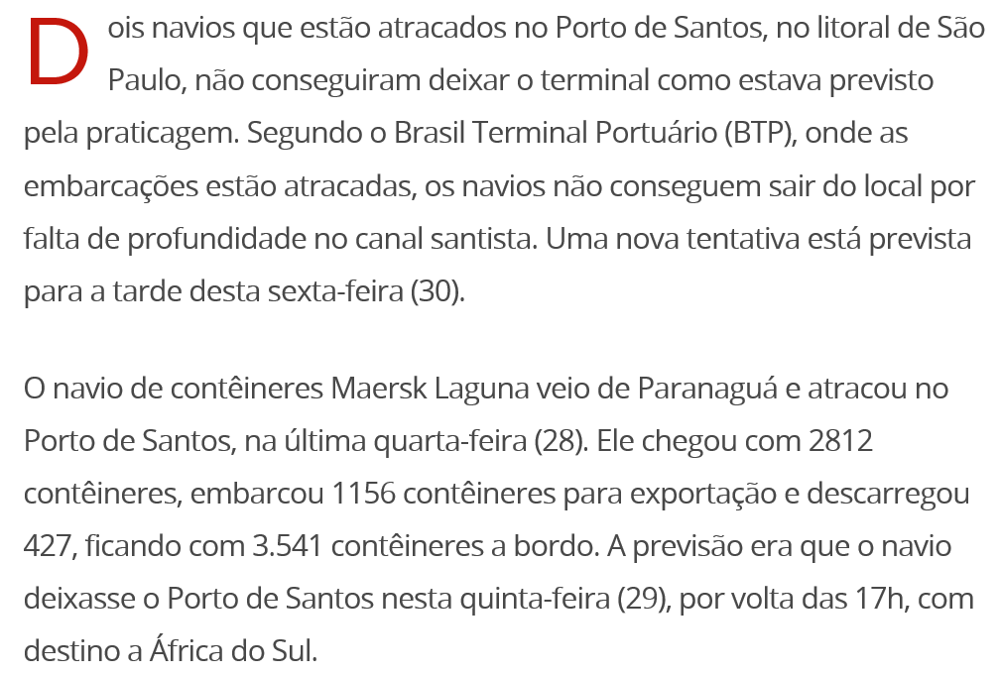 Dois navios que estão atracados no Porto de Santos, no litoral de São
Paulo, não conseguiram deixar o terminal como estava previsto
pela praticagem. Segundo o Brasil Terminal Portuário (BTP), onde as
embarcações estão atracadas, os navios não conseguem sair do local por
falta de profundidade no canal santista. Uma nova tentativa está prevista
para a tarde desta sexta-feira (30).
O navio de contêineres Maersk Laguna veio de Paranaguá e atracou no
Porto de Santos, na última quarta-feira (28). Ele chegou com 2812
contêineres, embarcou 1156 contêineres para exportação e descarregou
427, ficando com 3.541 contêineres a bordo. A previsão era que o navio
deixasse o Porto de Santos nesta quinta-feira (29), por volta das 17h, com
destino a África do Sul.